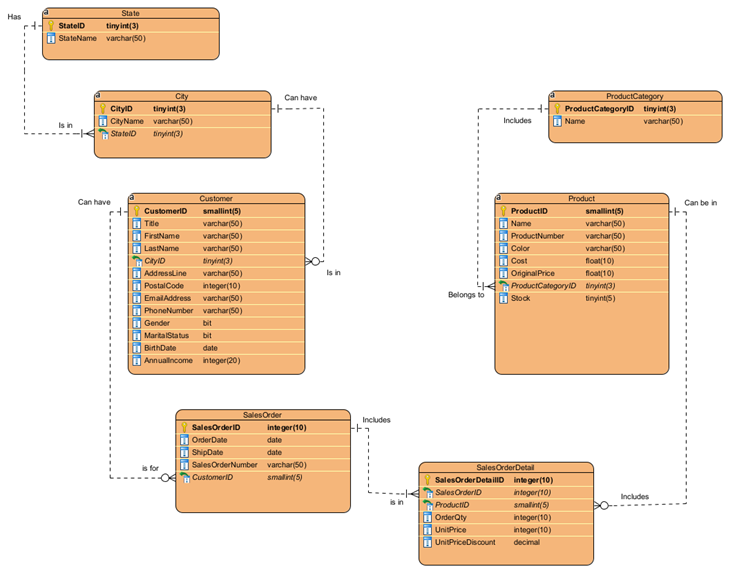 State
StateID tinyint(3)
StateName varchar(50)
Has
Is in
City
CityID tinyint(3)
CityName varchar(50)
StateID tinyint(3)
Can have
Is in
Customer
CustomerID smallint(5)
Title varchar(50)
FirstName varchar(50)
LastName varchar(50)
CityID tinyint(3)
AddressLine varchar(50)
PostalCode integer(10)
EmailAddress varchar(50)
PhoneNumber varchar(50)
Gender bit
MaritalStatus bit
BirthDate date
AnnualIncome integer(20)
Can have
is for
ProductCategory
ProductCategoryID tinyint(3)
Name varchar(50)
Includes
Belongs to
Product
ProductID smallint(5)
Name varchar(50)
ProductNumber varchar(50)
Color varchar(50)
Cost float(10)
OriginalPrice float(10)
ProductCategoryID tinyint(3)
Stock tinyint(5)
Can be in
Includes
SalesOrder
SalesOrderID integer(10)
OrderDate date
ShipDate date
SalesOrderNumber varchar(50)
CustomerID smallint(5)
Includes
is in
SalesOrderDetail
SalesOrderDetailID integer(10)
SalesOrderID integer(10)
ProductID smallint(5)
OrderQty integer(10)
UnitPrice integer(10)
UnitPriceDiscount decimal